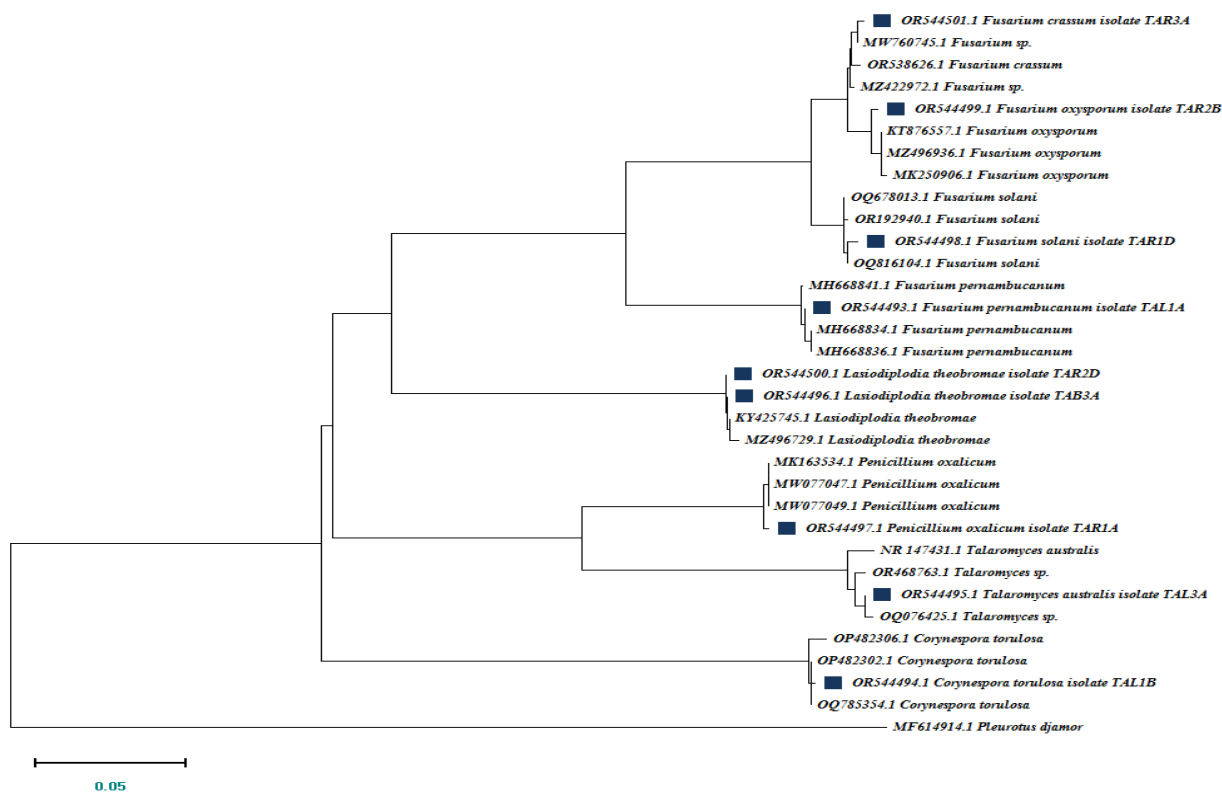 OR544501.1 Fusarium crassum isolate TAR3A
MW760745.1 Fusarium sp.
OR538626.1 Fusarium crassum
MZ422972.1 Fusarium sp.
OR544499.1 Fusarium oxysporum isolate TAR2B
KT876557.1 Fusarium oxysporum
MZ496936.1 Fusarium oxysporum
MK250906.1 Fusarium oxysporum
OQ678013.1 Fusarium solani
OR192940.1 Fusarium solani
OR544498.1 Fusarium solani isolate TAR1D
OQ816104.1 Fusarium solani
MH668841.1 Fusarium pernambucanum
OR544493.1 Fusarium pernambucanum isolate TAL1A
MH668834.1 Fusarium pernambucanum
MH668836.1 Fusarium pernambucanum
OR544500.1 Lasiodiplodia theobromae isolate TAR2D
OR544496.1 Lasiodiplodia theobromae isolate TAB3A
KY425745.1 Lasiodiplodia theobromae
MZ496729.1 Lasiodiplodia theobromae
MK163534.1 Penicillium oxalicum
MW077047.1 Penicillium oxalicum
MW077049.1 Penicillium oxalicum
OR544497.1 Penicillium oxalicum isolate TAR1A
NR 147431.1 Talaromyces australis
OR468763.1 Talaromyces sp.
OR544495.1 Talaromyces australis isolate TAL3A
OQ076425.1 Talaromyces sp.
OP482306.1 Corynespora torulosa
OP482302.1 Corynespora torulosa
OR544494.1 Corynespora torulosa isolate TAL1B
OQ785354.1 Corynespora torulosa
MF614914.1 Pleurotus djamor
0.05